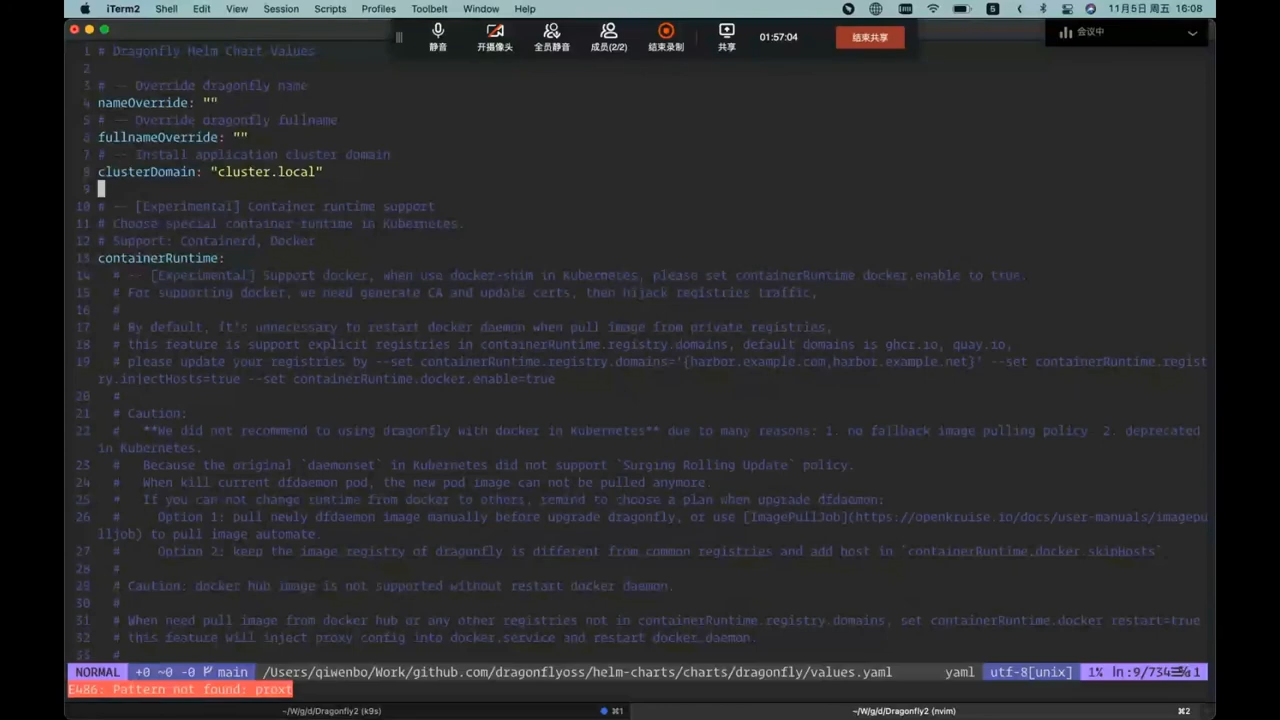 iTerm2 Shell Edit View Session Scripts Profiles Toolbelt Window Help 5 11月5日 周五 16:08
静音 开摄像头 全员静音 成员(2/2) 结束录制 共享 01:57:04 结束共享 会议中
1 # Dragonfly Helm Chart Values
2
3 # -- Override dragonfly name
4 nameOverride: ""
5 # -- Override dragonfly fullname
6 fullnameOverride: ""
7 # -- Install application cluster domain
8 clusterDomain: "cluster.local"
9
10 # -- [Experimental] Container runtime support
11 # Choose special container runtime in Kubernetes.
12 # Support: Containerd, Docker
13 containerRuntime:
14 # -- [Experimental] Support docker, when use docker-shim in Kubernetes, please set containerRuntime docker.enable to true.
15 # For supporting docker, we need generate CA and update certs, then hijack registries traffic,
16 #
17 # By default, it's unnecessary to restart docker daemon when pull image from private registries,
18 # this feature is support explicit registries in containerRuntime.registry.domains, default domains is ghcr.io, quay.io,
19 # please update your registries by --set containerRuntime.registry.domains='{harbor.example.com,harbor.example.net}' --set containerRuntime.regist
ry.injectHosts=true --set containerRuntime.docker.enable=true
20 #
21 # Caution:
22 # **We did not recommend to using dragonfly with docker in Kubernetes** due to many reasons: 1. no fallback image pulling policy. 2. deprecated
in Kubernetes.
23 # Because the original `daemonset` in Kubernetes did not support `Surging Rolling Update` policy.
24 # When kill current dfdaemon pod, the new pod image can not be pulled anymore.
25 # If you can not change runtime from docker to others, remind to choose a plan when upgrade dfdaemon:
26 # Option 1: pull newly dfdaemon image manually before upgrade dragonfly, or use [ImagePullJob](https://openkruise.io/docs/user-manuals/imagepu
lljob) to pull image automate.
27 # Option 2: keep the image registry of dragonfly is different from common registries and add host in `containerRuntime.docker.skipHosts`
28 #
29 # Caution: docker hub image is not supported without restart docker daemon.
30 #
31 # When need pull image from docker hub or any other registries not in containerRuntime.registry.domains, set containerRuntime.docker restart=true
32 # this feature will inject proxy config into docker.service and restart docker daemon.
33 #
NORMAL +0 ~0 -0 main /Users/qiwenbo/Work/github.com/dragonflyoss/helm-charts/charts/dragonfly/values.yaml yaml utf-8[unix] 1% ln:9/734 1
E486: Pattern not found: proxt
~/W/g/d/Dragonfly2 (k9s) ⌘1 ~/W/g/d/Dragonfly2 (nvim) ⌘2